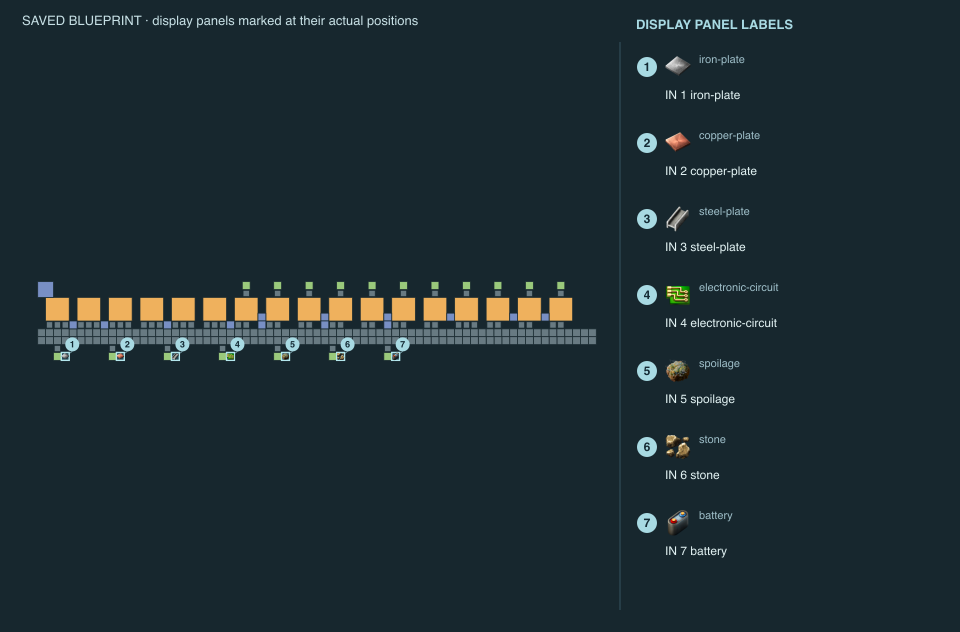 SAVED BLUEPRINT · display panels marked at their actual positions
1
2
3
4
5
6
7
DISPLAY PANEL LABELS
1
iron-plate
IN 1 iron-plate
2
copper-plate
IN 2 copper-plate
3
steel-plate
IN 3 steel-plate
4
electronic-circuit
IN 4 electronic-circuit
5
spoilage
IN 5 spoilage
6
stone
IN 6 stone
7
battery
IN 7 battery